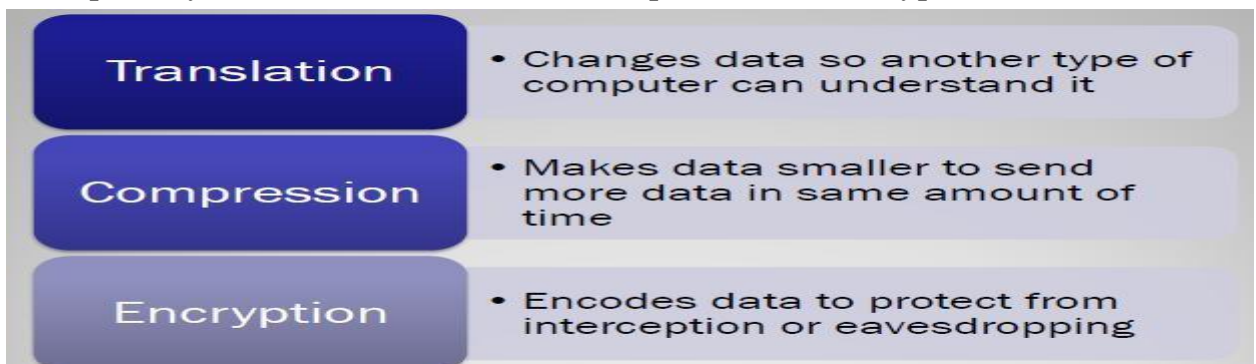 Translation
• Changes data so another type of
computer can understand it
Compression
• Makes data smaller to send
more data in same amount of
time
Encryption
• Encodes data to protect from
interception or eavesdropping